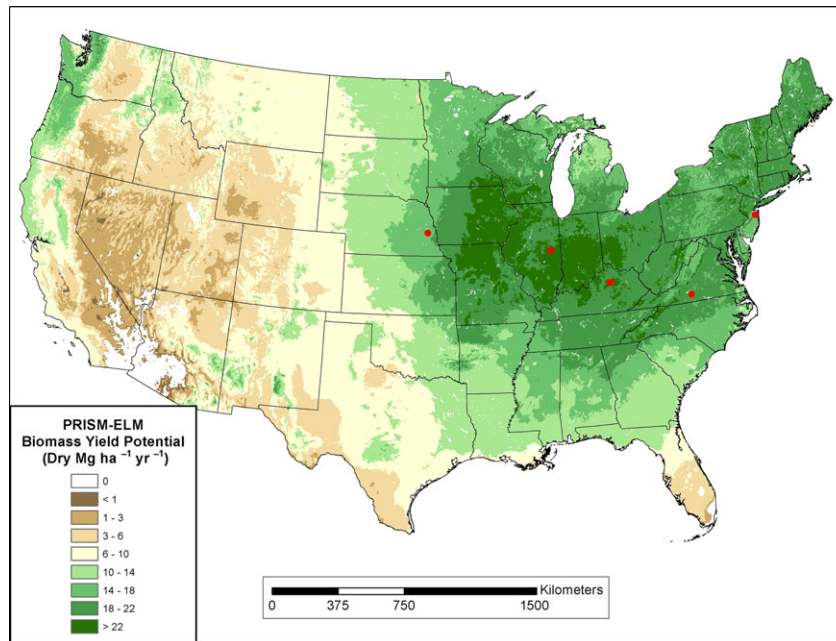 PRISM-ELM
Biomass Yield Potential
(Dry Mg ha ⁻¹ yr ⁻¹)
0
< 1
1 - 3
3 - 6
6 - 10
10 - 14
14 - 18
18 - 22
> 22
Kilometers
0 375 750 1500